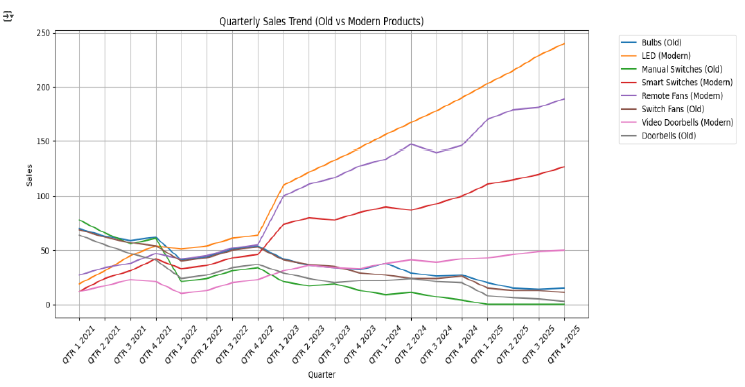 Quarterly Sales Trend (Old vs Modern Products)
250
200
150
100
50
0
Sales
QTR 1 2021
QTR 2 2021
QTR 3 2021
QTR 4 2021
QTR 1 2022
QTR 2 2022
QTR 3 2022
QTR 4 2022
QTR 1 2023
QTR 2 2023
QTR 3 2023
QTR 4 2023
QTR 1 2024
QTR 2 2024
QTR 3 2024
QTR 4 2024
QTR 1 2025
QTR 2 2025
QTR 3 2025
QTR 4 2025
Quarter
Bulbs (Old)
LED (Modern)
Manual Switches (Old)
Smart Switches (Modern)
Remote Fans (Modern)
Switch Fans (Old)
Video Doorbells (Modern)
Doorbells (Old)